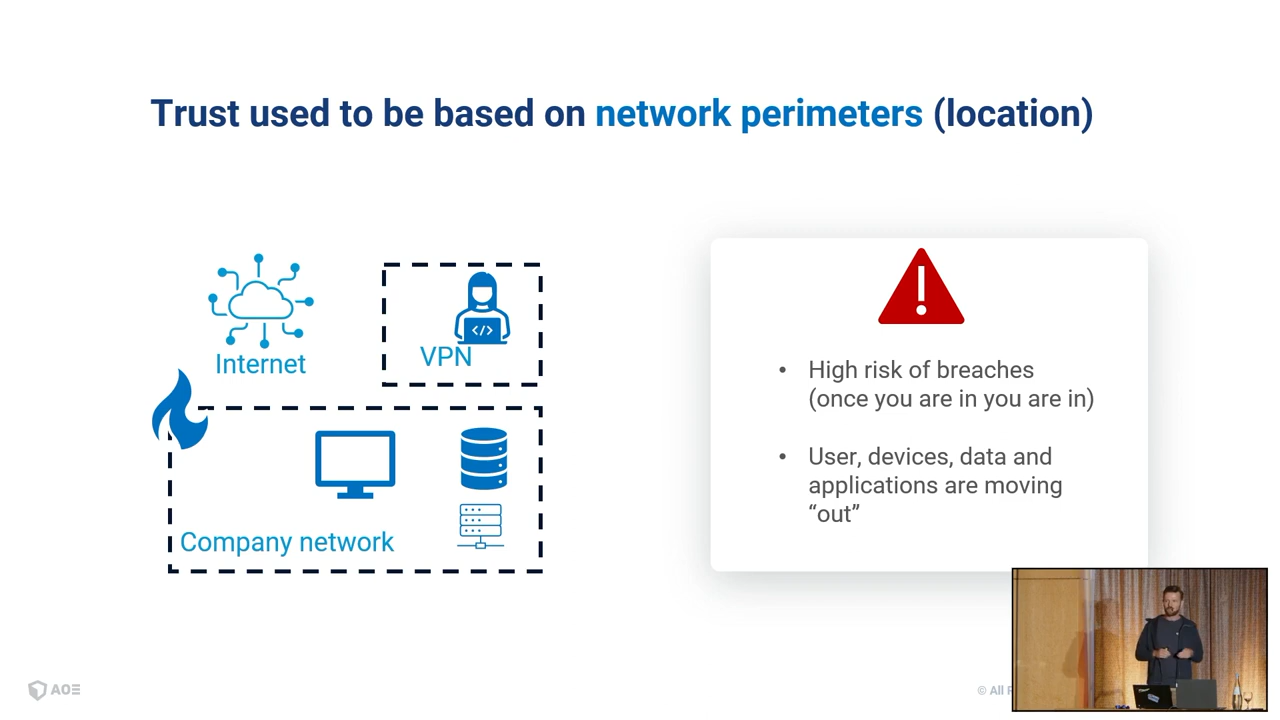 Trust used to be based on network perimeters (location)
Internet
VPN
</>
Company network
• High risk of breaches
(once you are in you are in)
• User, devices, data and
applications are moving
“out”
AOE
© All